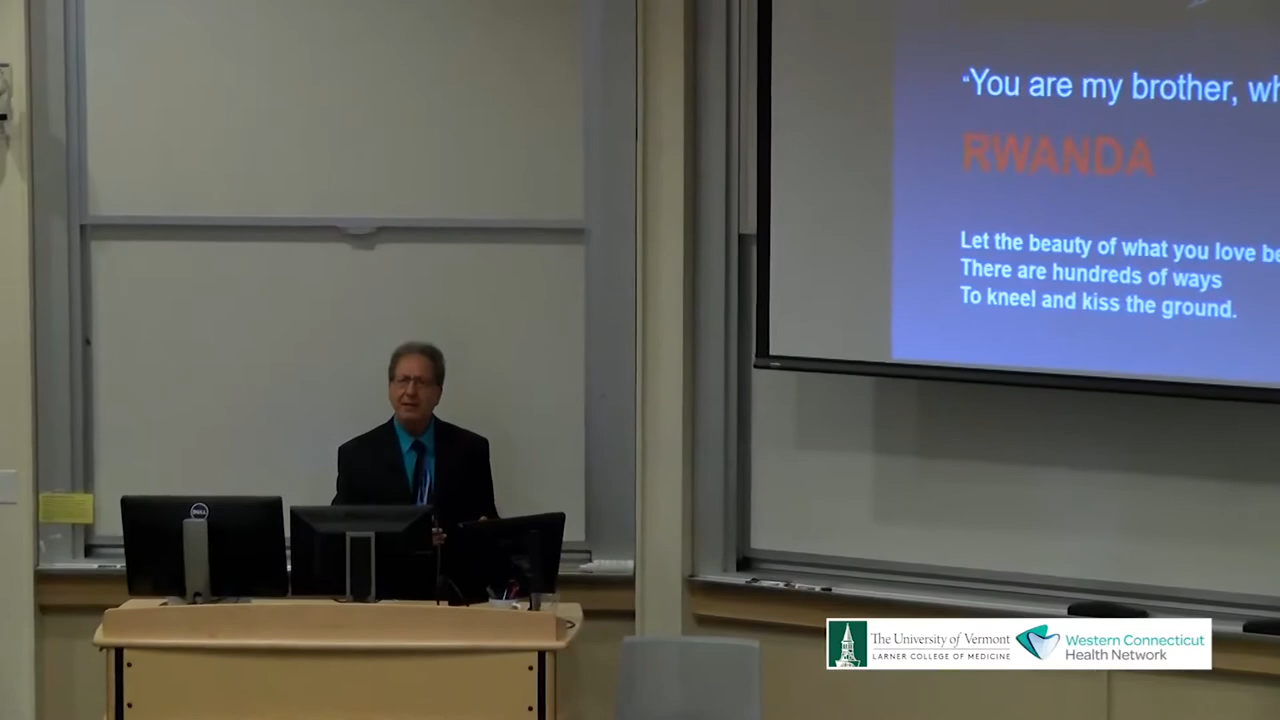 “You are my brother, wh
RWANDA
Let the beauty of what you love be
There are hundreds of ways
To kneel and kiss the ground.
DELL
The University of Vermont
LARNER COLLEGE OF MEDICINE
Western Connecticut
Health Network